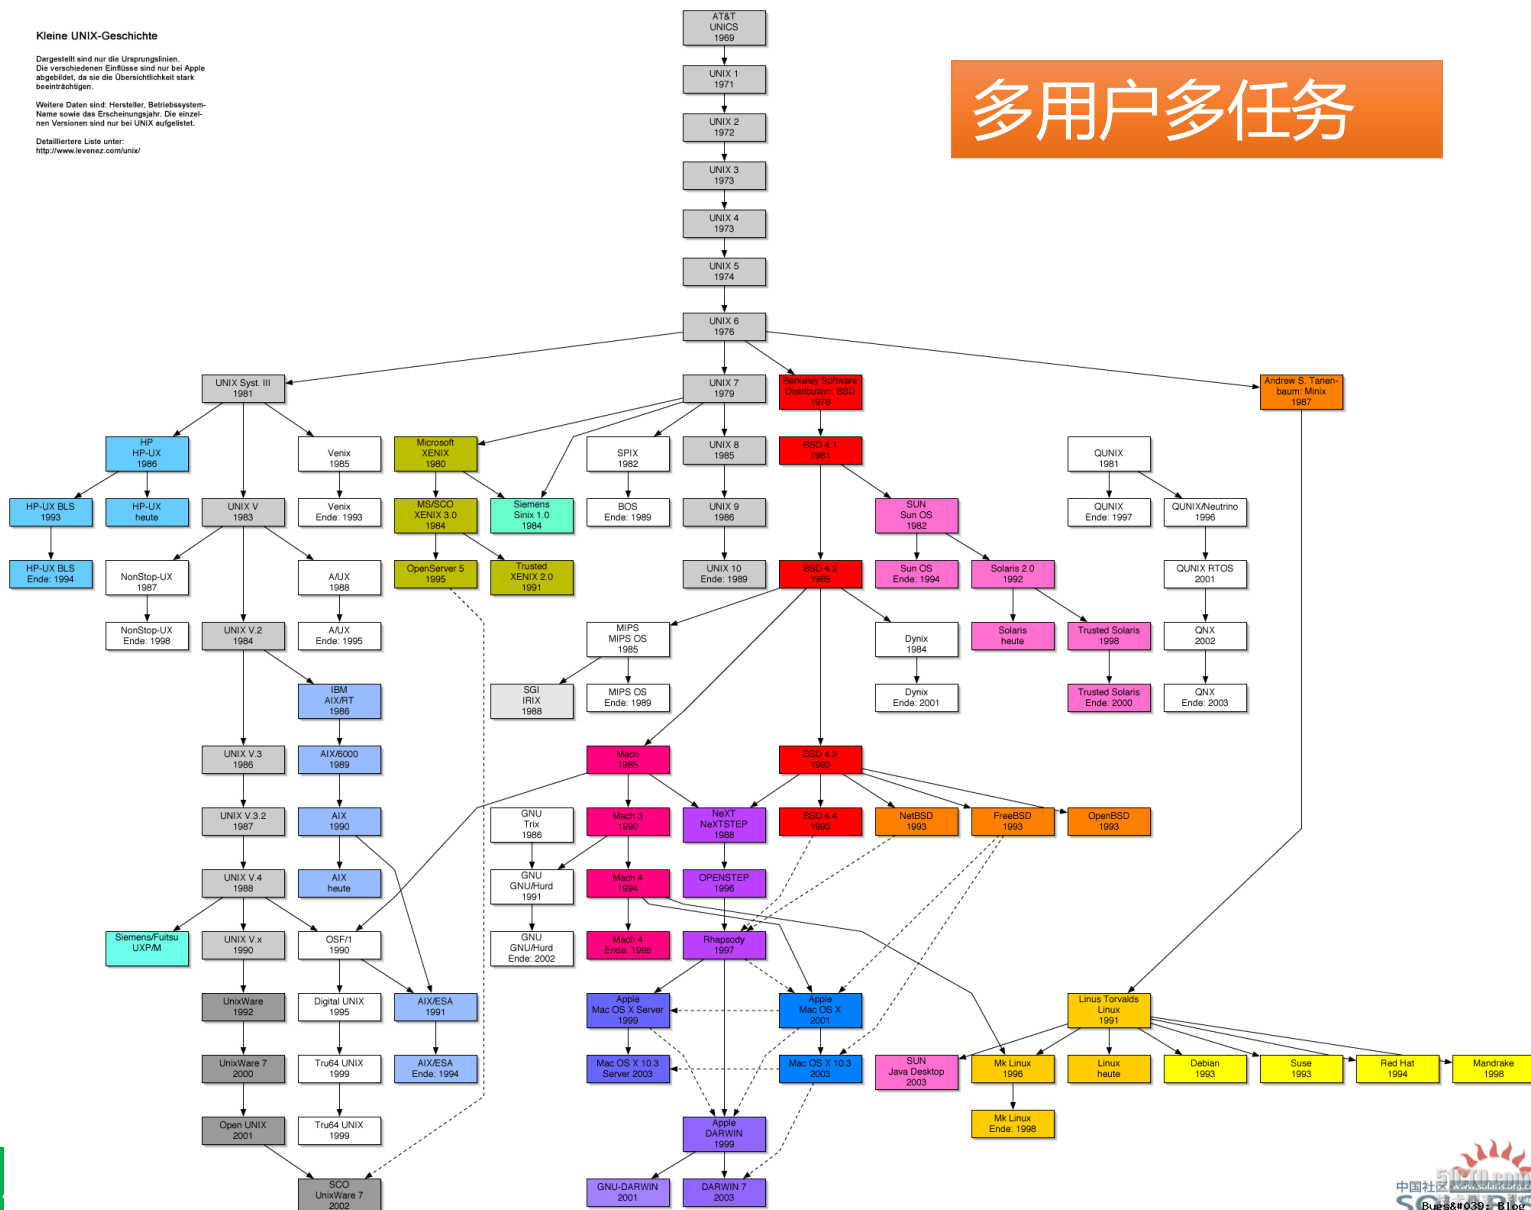 Kleine UNIX-Geschichte
Dargestellt sind nur die Ursprungslinien.
Die verschiedenen Einflüsse sind nur bei Apple
abgebildet, da sie die Übersichtlichkeit stark
beeinträchtigen.
Weitere Daten sind: Hersteller, Betriebssystem-
Name sowie das Erscheinungsjahr. Die einzel-
nen Versionen sind nur bei UNIX aufgelistet.
Detailliertere Liste unter:
http://www.levenez.com/unix/
多用户多任务
AT&T
UNICS
1969
UNIX 1
1971
UNIX 2
1972
UNIX 3
1973
UNIX 4
1973
UNIX 5
1974
UNIX 6
1976
UNIX Syst. III
1981
UNIX 7
1979
Berkeley Software
Distribution: BSD
1978
Andrew S. Tanen-
baum: Minix
1987
HP
HP-UX
1986
Venix
1985
Microsoft
XENIX
1980
SPIX
1982
UNIX 8
1985
BSD 4.1
1981
QUNIX
1981
HP-UX BLS
1993
HP-UX
heute
UNIX V
1983
Venix
Ende: 1993
MS/SCO
XENIX 3.0
1984
Siemens
Sinix 1.0
1984
BOS
Ende: 1989
UNIX 9
1986
SUN
Sun OS
1982
QUNIX
Ende: 1997
QUNIX/Neutrino
1996
HP-UX BLS
Ende: 1994
NonStop-UX
1987
A/UX
1988
OpenServer 5
1995
Trusted
XENIX 2.0
1991
UNIX 10
Ende: 1989
BSD 4.2
1985
Sun OS
Ende: 1994
Solaris 2.0
1992
QUNIX RTOS
2001
NonStop-UX
Ende: 1998
UNIX V.2
1984
A/UX
Ende: 1995
MIPS
MIPS OS
1985
Dynix
1984
Solaris
heute
Trusted Solaris
1998
QNX
2002
IBM
AIX/RT
1986
SGI
IRIX
1988
MIPS OS
Ende: 1989
Dynix
Ende: 2001
Trusted Solaris
Ende: 2000
QNX
Ende: 2003
UNIX V.3
1986
AIX/6000
1989
Mach
1985
BSD 4.3
1993
UNIX V.3.2
1987
AIX
1990
GNU
Trix
1986
Mach 3
1990
NeXT
NeXTSTEP
1988
BSD 4.4
1993
NetBSD
1993
FreeBSD
1993
OpenBSD
1993
UNIX V.4
1988
AIX
heute
GNU
GNU/Hurd
1991
Mach 4
1994
OPENSTEP
1996
Siemens/Fuitsu
UXP/M
UNIX V.x
1990
OSF/1
1990
GNU
GNU/Hurd
Ende: 2002
Mach 4
Ende: 1998
Rhapsody
1997
UnixWare
1992
Digital UNIX
1995
AIX/ESA
1991
Apple
Mac OS X Server
1999
Apple
Mac OS X
2001
Linus Torvalds
Linux
1991
UnixWare 7
2000
Tru64 UNIX
1999
AIX/ESA
Ende: 1994
Mac OS X 10.3
Server 2003
Mac OS X 10.3
2003
SUN
Java Desktop
2003
Mk Linux
1996
Linux
heute
Debian
1993
Suse
1993
Red Hat
1994
Mandrake
1998
Open UNIX
2001
Tru64 UNIX
1999
Apple
DARWIN
1999
Mk Linux
Ende: 1998
SCO
UnixWare 7
2002
GNU-DARWIN
2001
DARWIN 7
2003
中国社区